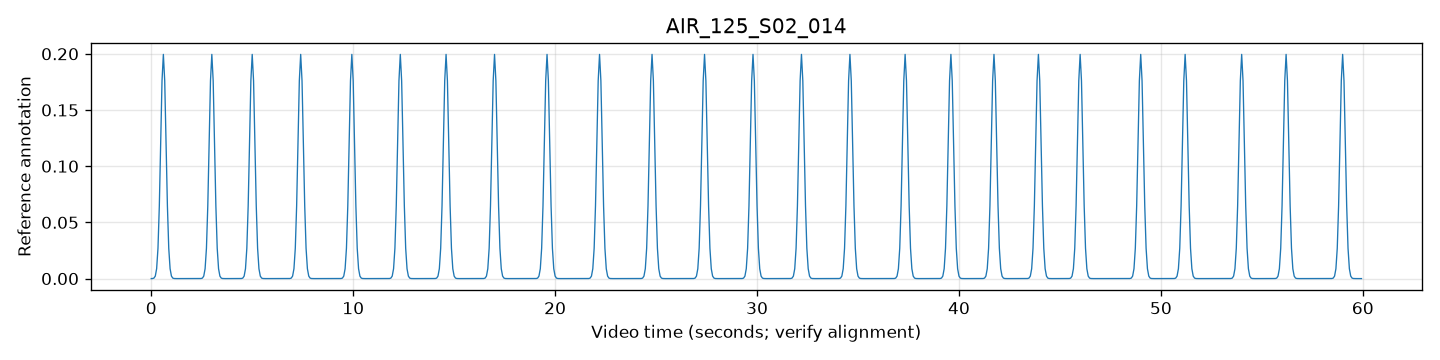 AIR_125_S02_014
0.20
0.15
0.10
0.05
0.00
Reference annotation
0 10 20 30 40 50 60
Video time (seconds; verify alignment)